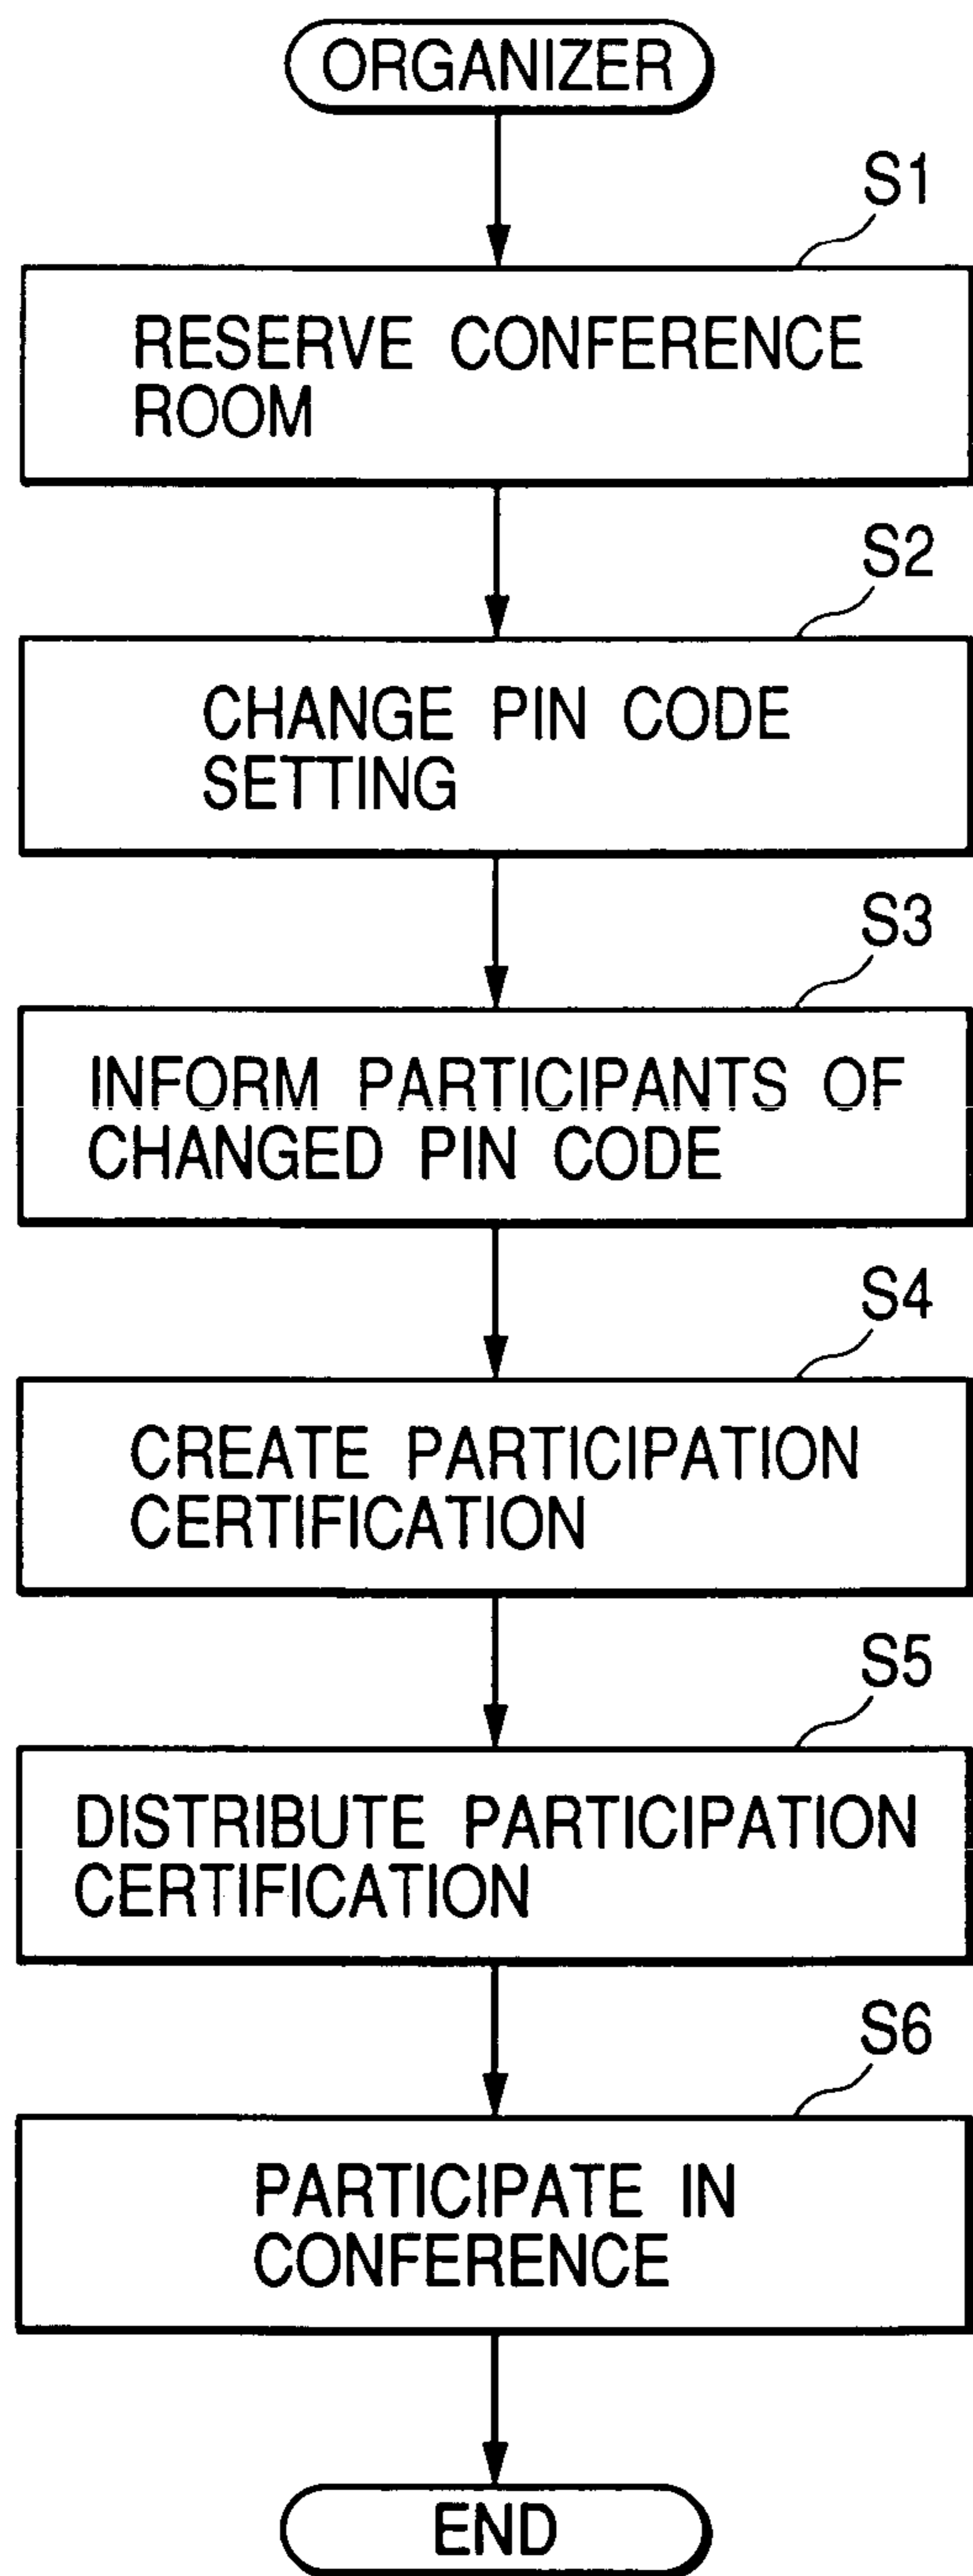 ORGANIZER
S1
RESERVE CONFERENCE
ROOM
S2
CHANGE PIN CODE
SETTING
S3
INFORM PARTICIPANTS OF
CHANGED PIN CODE
S4
CREATE PARTICIPATION
CERTIFICATION
S5
DISTRIBUTE PARTICIPATION
CERTIFICATION
S6
PARTICIPATE IN
CONFERENCE
END